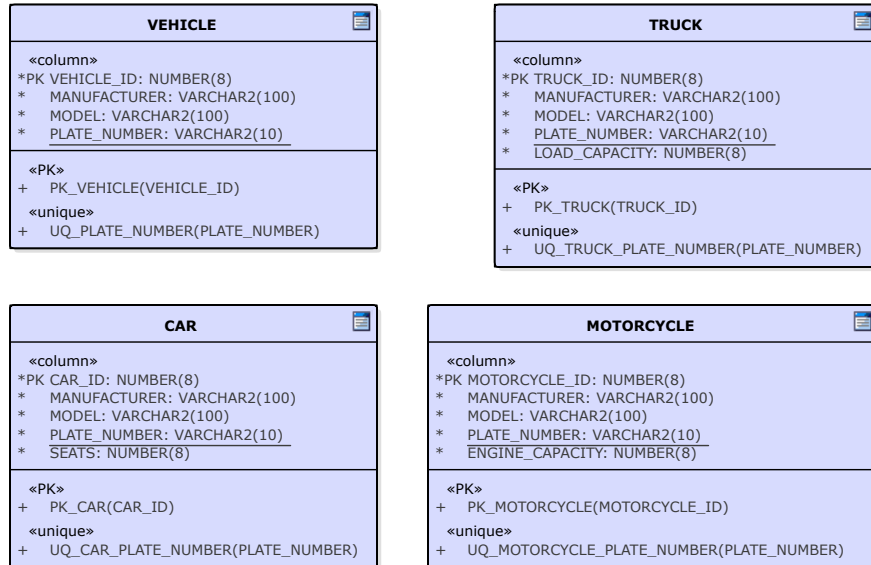 VEHICLE
«column»
*PK VEHICLE_ID: NUMBER(8)
* MANUFACTURER: VARCHAR2(100)
* MODEL: VARCHAR2(100)
* PLATE_NUMBER: VARCHAR2(10)
«PK»
+ PK_VEHICLE(VEHICLE_ID)
«unique»
+ UQ_PLATE_NUMBER(PLATE_NUMBER)
TRUCK
«column»
*PK TRUCK_ID: NUMBER(8)
* MANUFACTURER: VARCHAR2(100)
* MODEL: VARCHAR2(100)
* PLATE_NUMBER: VARCHAR2(10)
* LOAD_CAPACITY: NUMBER(8)
«PK»
+ PK_TRUCK(TRUCK_ID)
«unique»
+ UQ_TRUCK_PLATE_NUMBER(PLATE_NUMBER)
CAR
«column»
*PK CAR_ID: NUMBER(8)
* MANUFACTURER: VARCHAR2(100)
* MODEL: VARCHAR2(100)
* PLATE_NUMBER: VARCHAR2(10)
* SEATS: NUMBER(8)
«PK»
+ PK_CAR(CAR_ID)
«unique»
+ UQ_CAR_PLATE_NUMBER(PLATE_NUMBER)
MOTORCYCLE
«column»
*PK MOTORCYCLE_ID: NUMBER(8)
* MANUFACTURER: VARCHAR2(100)
* MODEL: VARCHAR2(100)
* PLATE_NUMBER: VARCHAR2(10)
* ENGINE_CAPACITY: NUMBER(8)
«PK»
+ PK_MOTORCYCLE(MOTORCYCLE_ID)
«unique»
+ UQ_MOTORCYCLE_PLATE_NUMBER(PLATE_NUMBER)